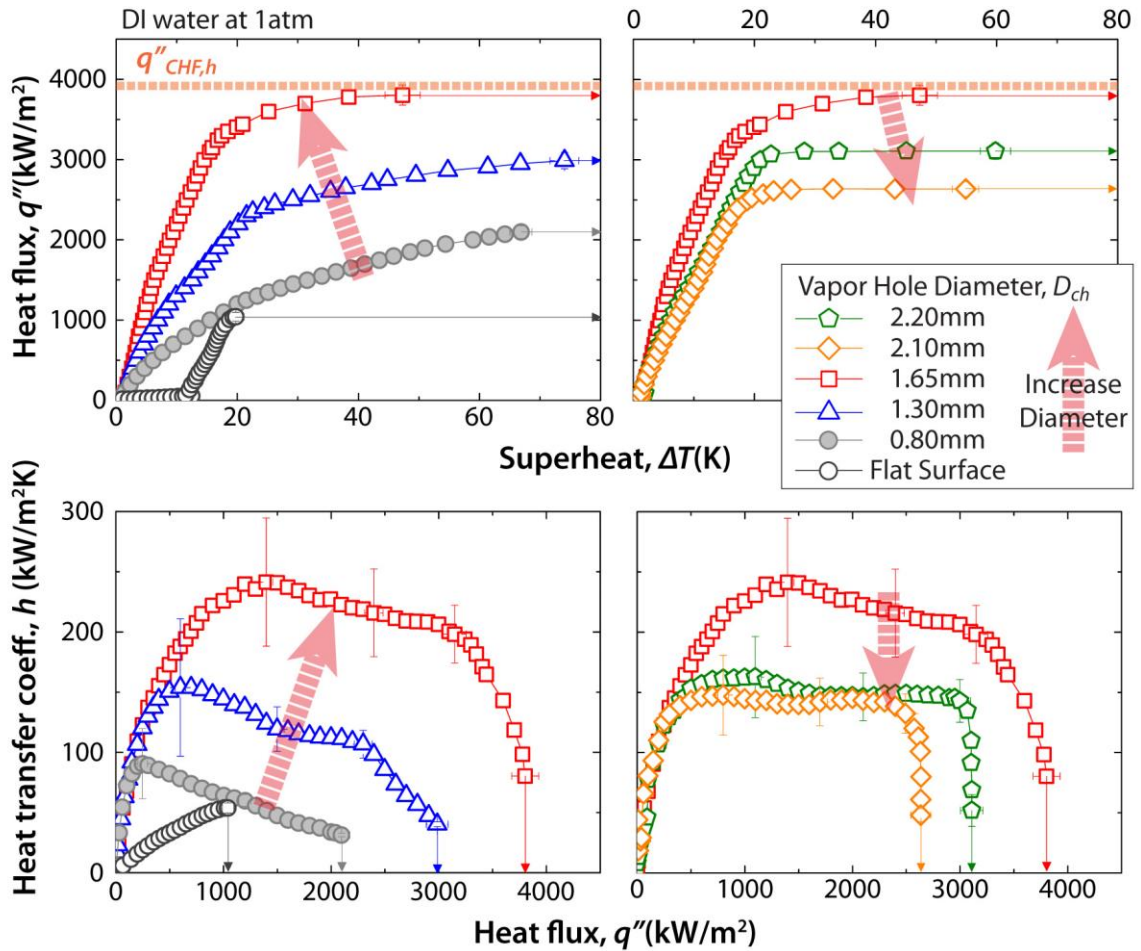 DI water at 1atm
0 20 40 60 80
q″CHF,h
4000
3000
2000
1000
0
Heat flux, q″(kW/m²)
0 20 40 60 80
Superheat, ΔT(K)
Vapor Hole Diameter, Dch
2.20mm
2.10mm
1.65mm
1.30mm
0.80mm
Flat Surface
Increase
Diameter
300
200
100
0
Heat transfer coeff., h (kW/m²K)
0 1000 2000 3000 4000
0 1000 2000 3000 4000
Heat flux, q″(kW/m²)